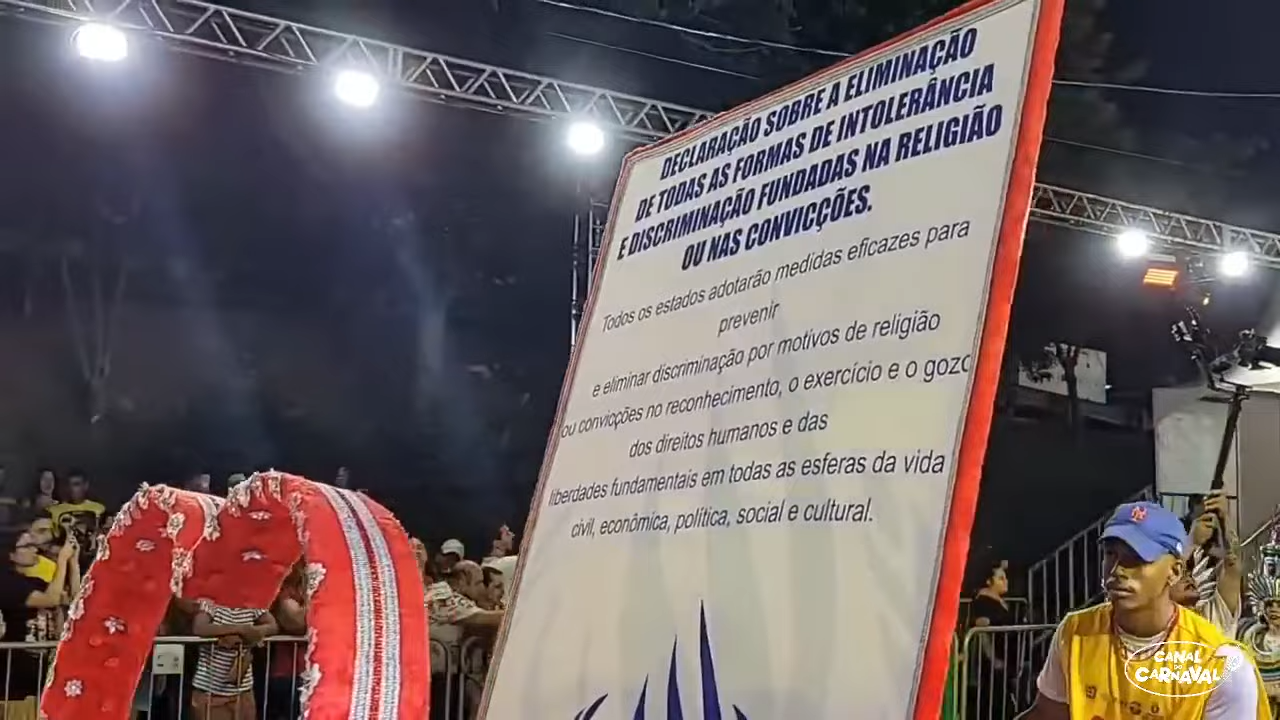 DECLARAÇÃO SOBRE A ELIMINAÇÃO
DE TODAS AS FORMAS DE INTOLERÂNCIA
E DISCRIMINAÇÃO FUNDADAS NA RELIGIÃO
OU NAS CONVICÇÕES.
Todos os estados adotarão medidas eficazes para
prevenir
e eliminar discriminação por motivos de religião
ou convicções no reconhecimento, o exercício e o gozo
dos direitos humanos e das
liberdades fundamentais em todas as esferas da vida
civil, econômica, política, social e cultural.
CANAL
DO
CARNAVAL